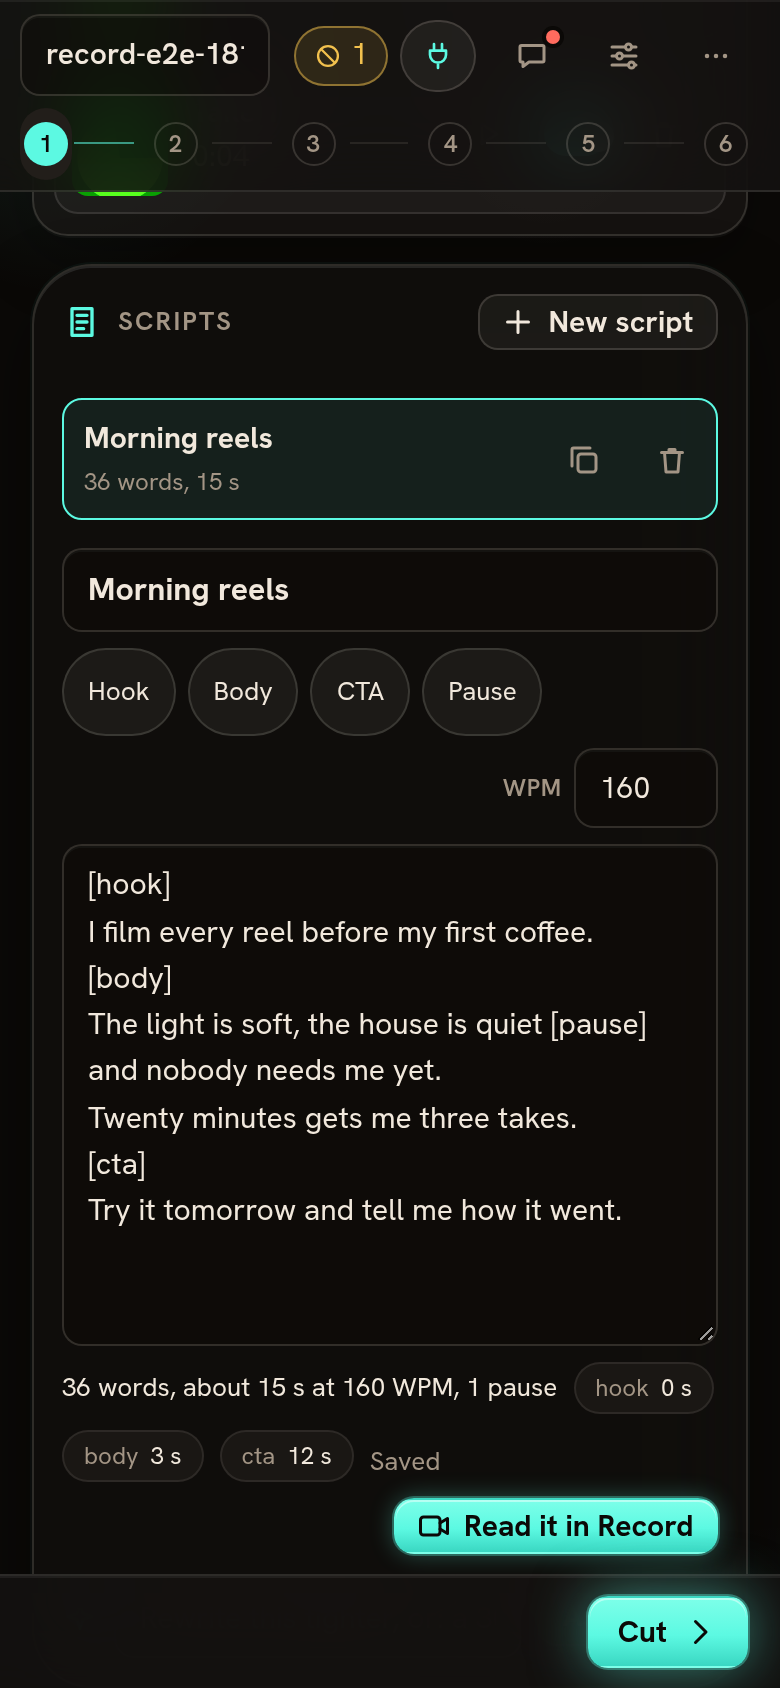 record-e2e-18
1
1 2 3 4 5 6
SCRIPTS
New script
Morning reels
36 words, 15 s
Morning reels
Hook Body CTA Pause
WPM 160
[hook]
I film every reel before my first coffee.
[body]
The light is soft, the house is quiet [pause]
and nobody needs me yet.
Twenty minutes gets me three takes.
[cta]
Try it tomorrow and tell me how it went.
36 words, about 15 s at 160 WPM, 1 pause hook 0 s
body 3 s cta 12 s Saved
Read it in Record
Cut